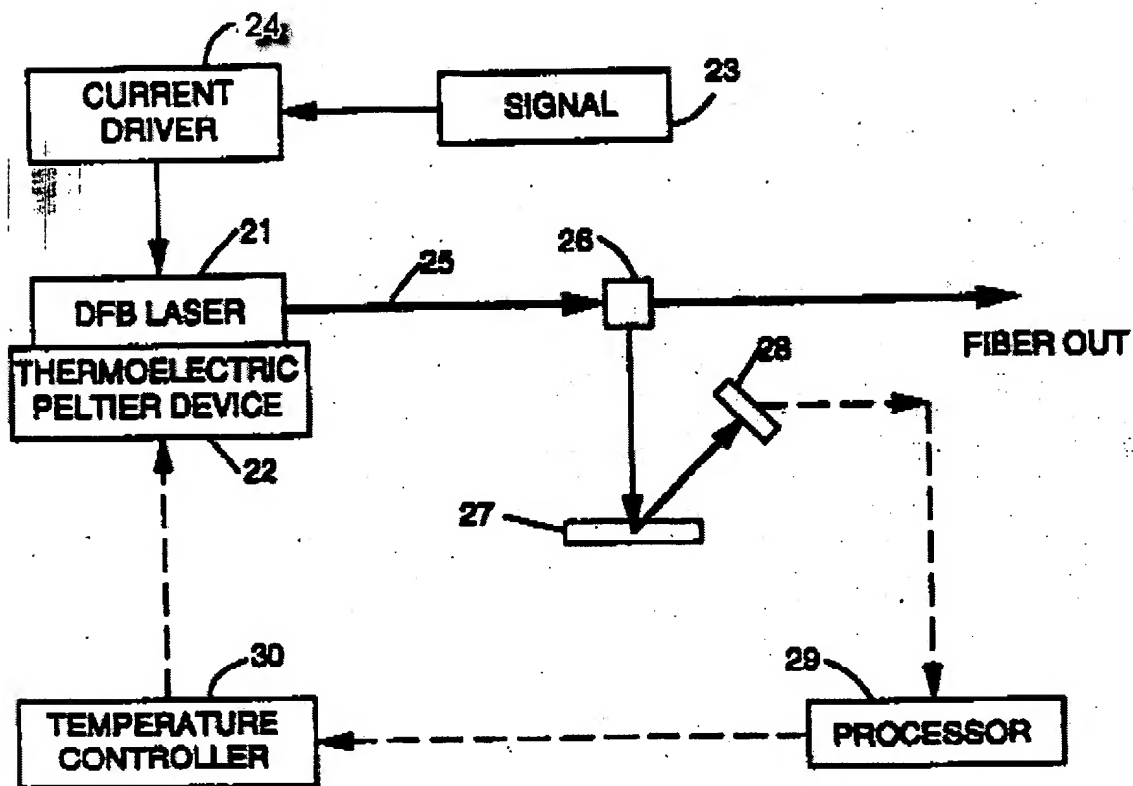 24
CURRENT
DRIVER
SIGNAL
23
21
25
26
DFB LASER
FIBER OUT
THERMOELECTRIC
PELTIER DEVICE
28
22
27
30
29
TEMPERATURE
CONTROLLER
PROCESSOR